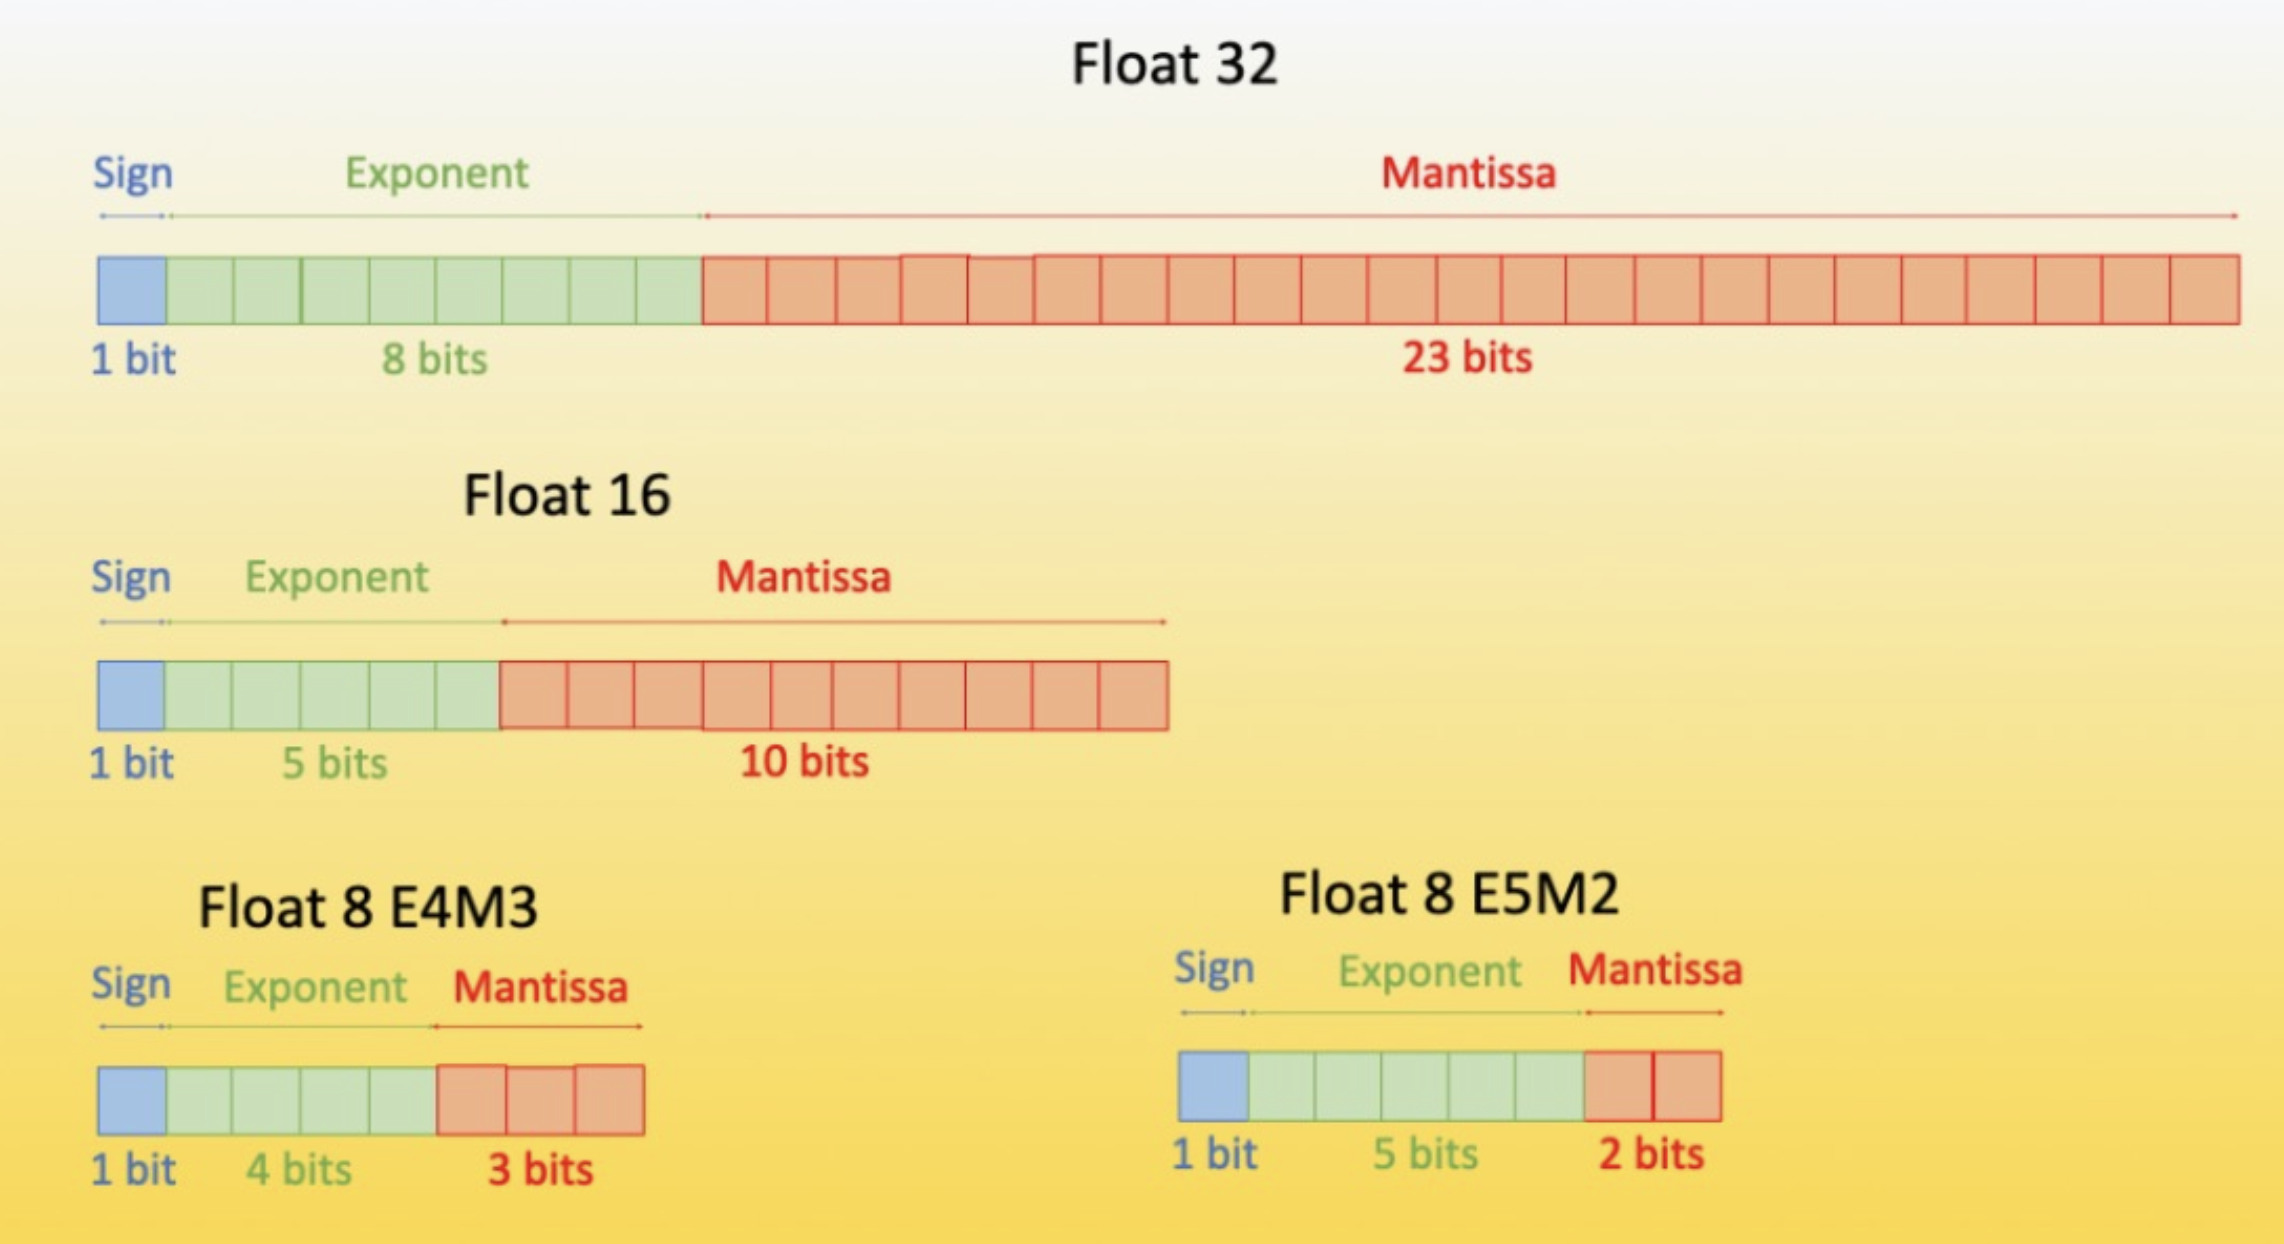 Float 32
Sign Exponent Mantissa
1 bit 8 bits 23 bits
Float 16
Sign Exponent Mantissa
1 bit 5 bits 10 bits
Float 8 E4M3
Sign Exponent Mantissa
1 bit 4 bits 3 bits
Float 8 E5M2
Sign Exponent Mantissa
1 bit 5 bits 2 bits